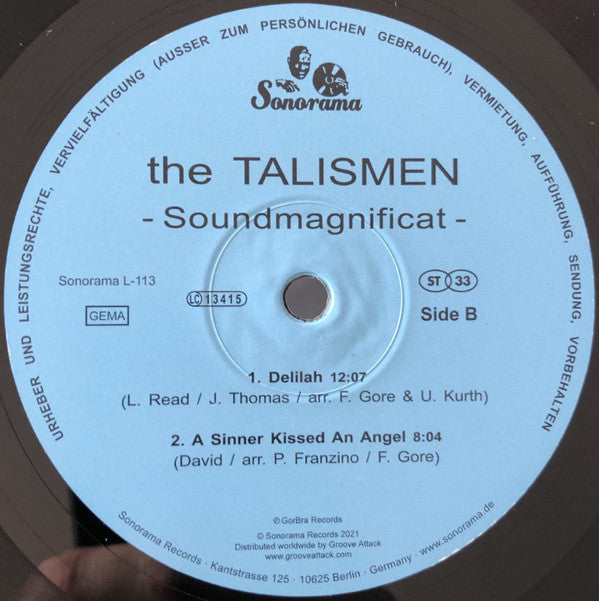 URHEBER UND LEISTUNGSRECHTE, VERVIELFÄLTIGUNG (AUSSER ZUM PERSÖNLICHEN GEBRAUCH), VERMIETUNG, AUFFÜHRUNG, SENDUNG, VORBEHALTEN
Sonorama
the TALISMEN
- Soundmagnificat -
Sonorama L-113
LC 13415
ST 33
GEMA
Side B
1. Delilah 12:07
(L. Read / J. Thomas / arr. F. Gore & U. Kurth)
2. A Sinner Kissed An Angel 8:04
(David / arr. P. Franzino / F. Gore)
℗ GorBra Records
© Sonorama Records 2021
Distributed worldwide by Groove Attack
www.grooveattack.com
Sonorama Records · Kantstrasse 125 · 10625 Berlin · Germany · www.sonorama.de